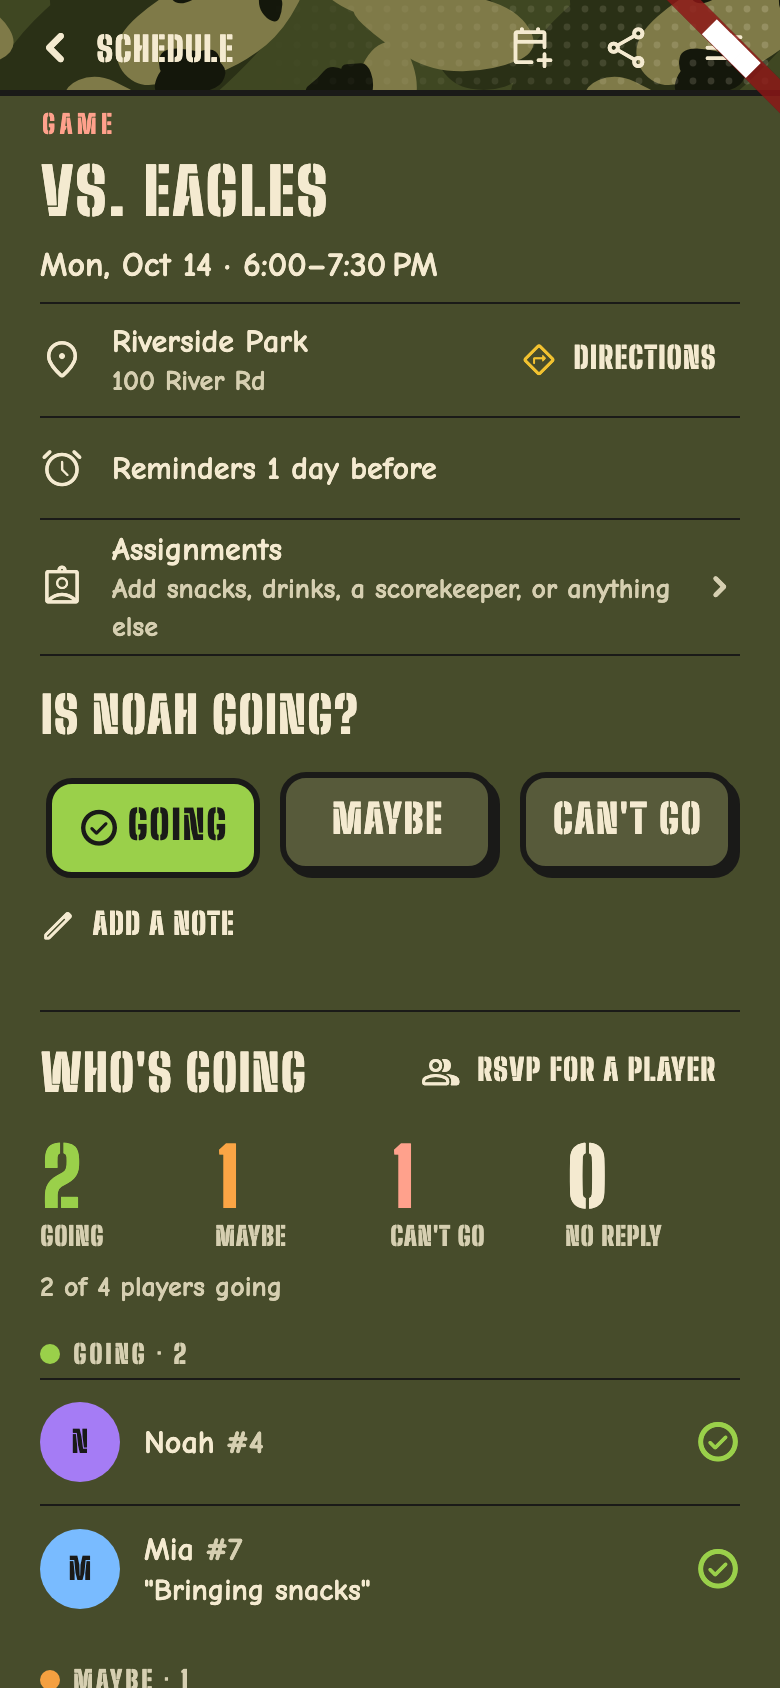 SCHEDULE
GAME
VS. EAGLES
Mon, Oct 14 · 6:00–7:30 PM
Riverside Park
100 River Rd
DIRECTIONS
Reminders 1 day before
Assignments
Add snacks, drinks, a scorekeeper, or anything
else
IS NOAH GOING?
GOING
MAYBE
CAN'T GO
ADD A NOTE
WHO'S GOING
RSVP FOR A PLAYER
2
1
1
0
GOING
MAYBE
CAN'T GO
NO REPLY
2 of 4 players going
GOING · 2
N
Noah #4
M
Mia #7
"Bringing snacks"
MAYBE · 1